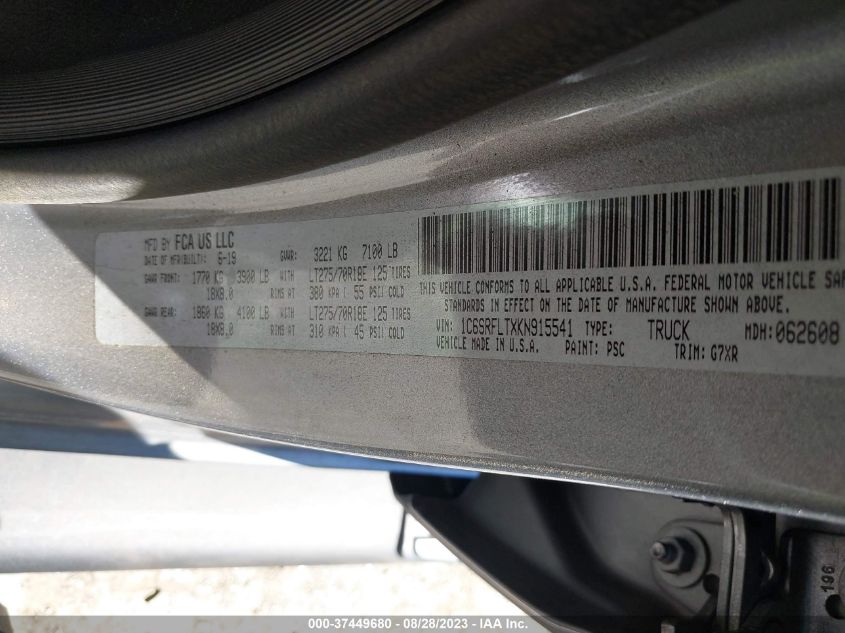 MFD BY FCA US LLC
DATE OF MFR(BUILT): 6-19 GVWR: 3221 KG 7100 LB
GAWR FRONT: 1770 KG 3900 LB WITH LT275/70R18E 125 TIRES
18X8.0 RIMS AT 380 KPA ( 55 PSI) COLD
GAWR REAR: 1860 KG 4100 LB WITH LT275/70R18E 125 TIRES
18X8.0 RIMS AT 310 KPA ( 45 PSI) COLD
THIS VEHICLE CONFORMS TO ALL APPLICABLE U.S.A. FEDERAL MOTOR VEHICLE SAF
STANDARDS IN EFFECT ON THE DATE OF MANUFACTURE SHOWN ABOVE.
VIN: 1C6SRFLTXKN915541 TYPE: TRUCK MDH: 062608
VEHICLE MADE IN U.S.A. PAINT: PSC TRIM: G7XR
196
000-37449680 / 08/28/2023 - IAA Inc.